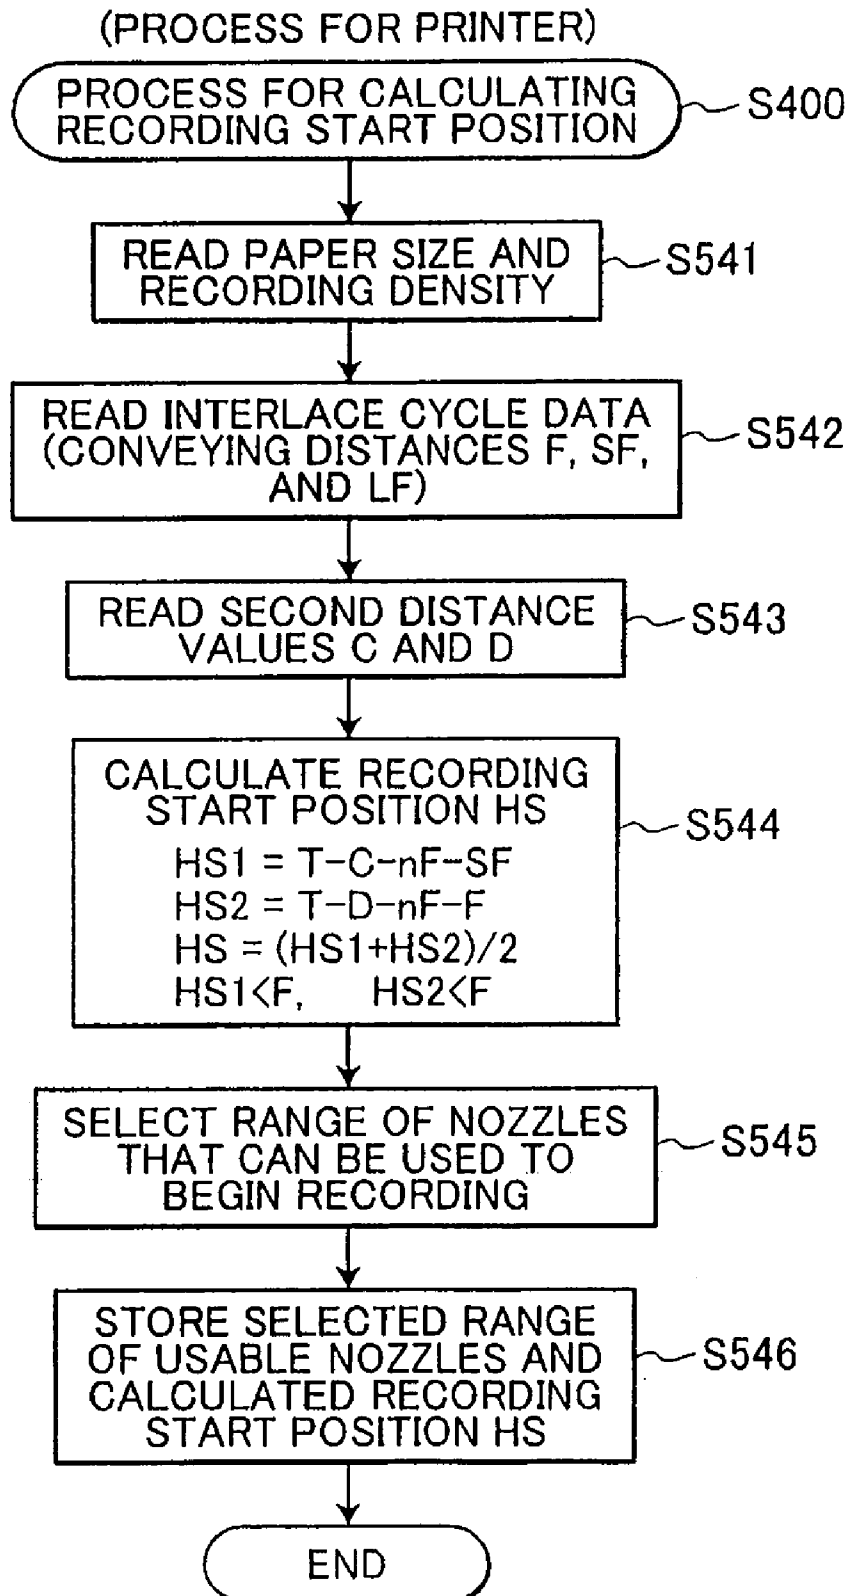 (PROCESS FOR PRINTER)
PROCESS FOR CALCULATING
RECORDING START POSITION
S400
READ PAPER SIZE AND
RECORDING DENSITY
S541
READ INTERLACE CYCLE DATA
(CONVEYING DISTANCES F, SF,
AND LF)
S542
READ SECOND DISTANCE
VALUES C AND D
S543
CALCULATE RECORDING
START POSITION HS
HS1 = T-C-nF-SF
HS2 = T-D-nF-F
HS = (HS1+HS2)/2
HS1<F, HS2<F
S544
SELECT RANGE OF NOZZLES
THAT CAN BE USED TO
BEGIN RECORDING
S545
STORE SELECTED RANGE
OF USABLE NOZZLES AND
CALCULATED RECORDING
START POSITION HS
S546
END